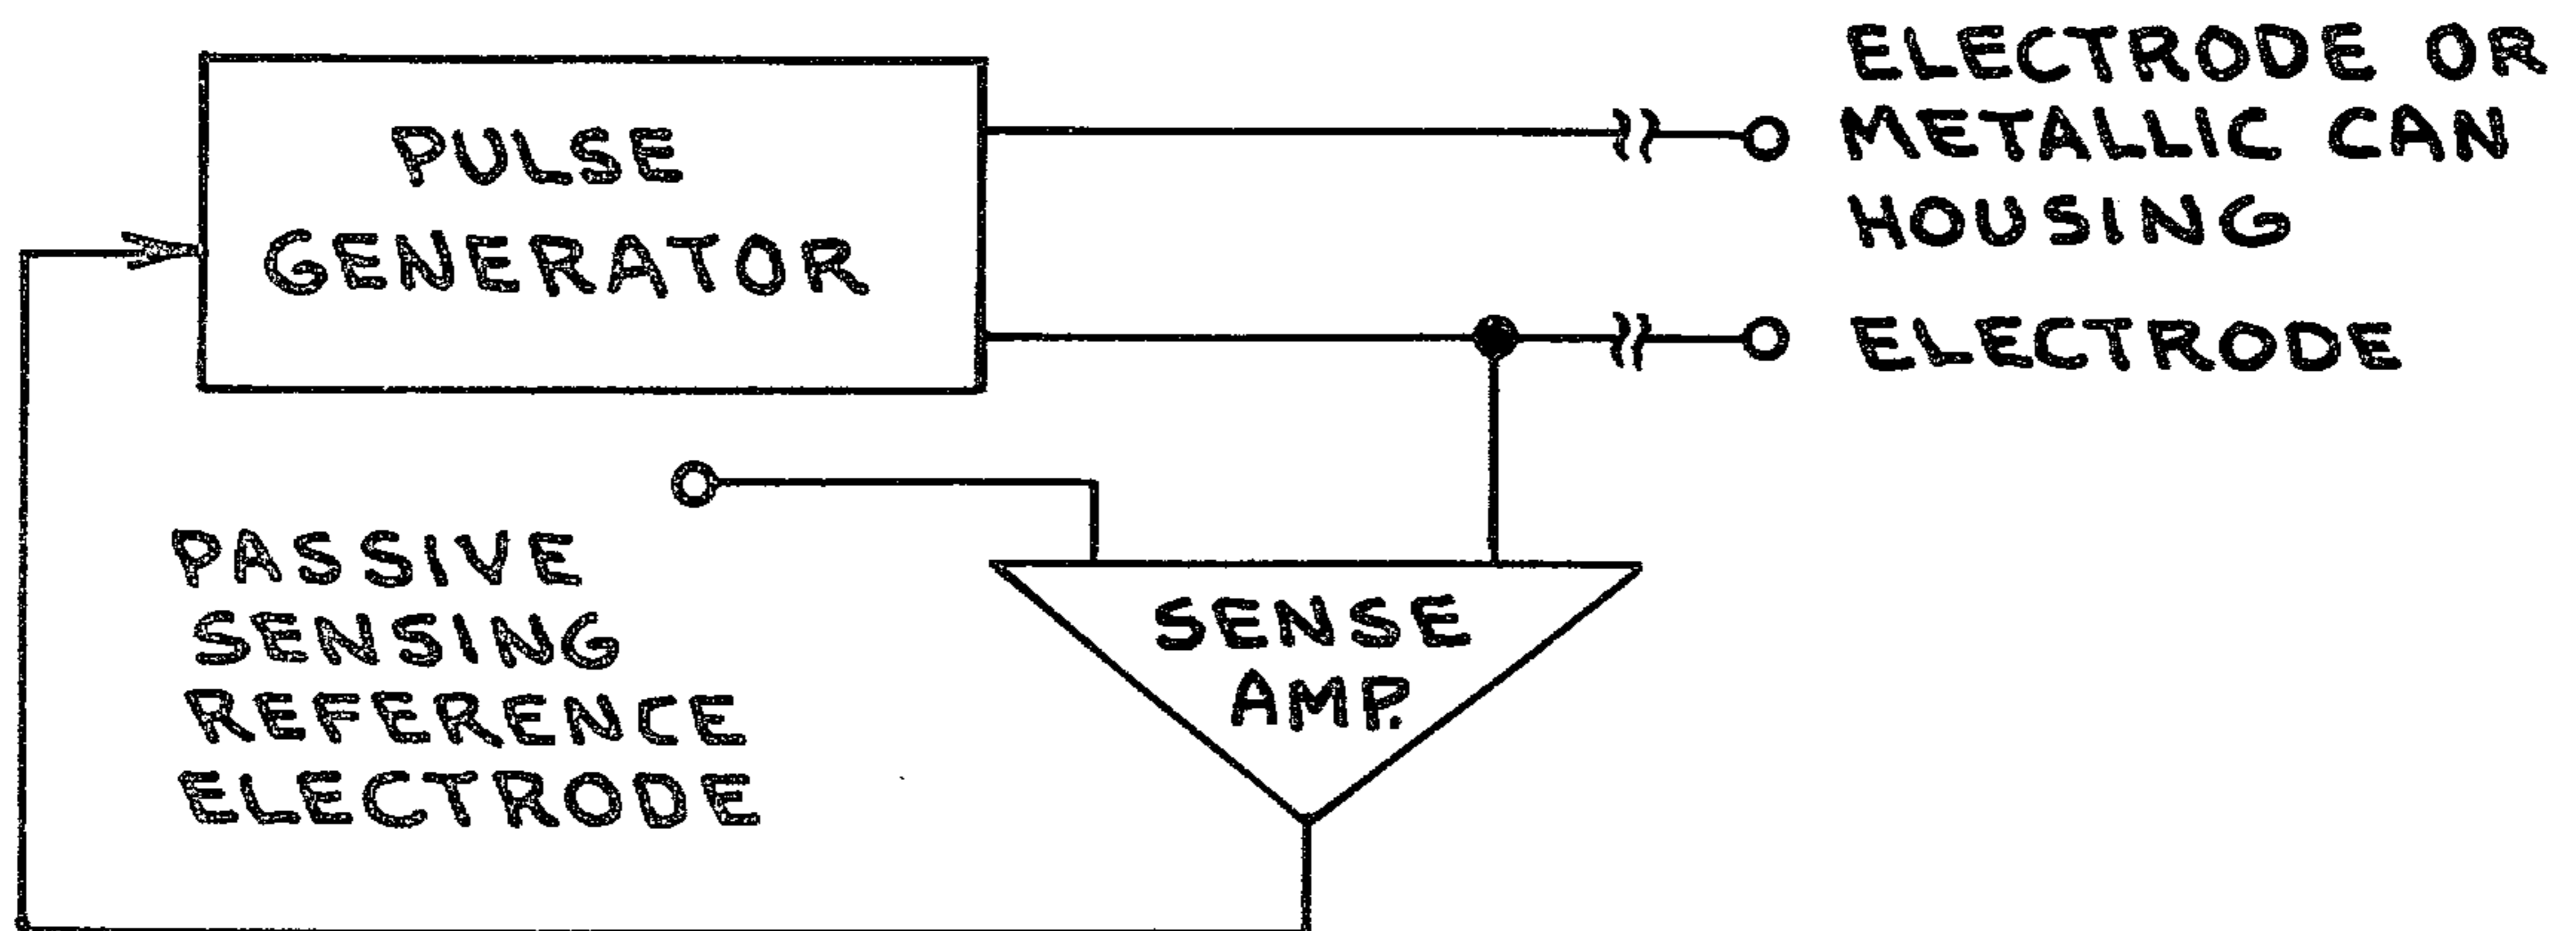 PULSE
GENERATOR
ELECTRODE OR
METALLIC CAN
HOUSING
ELECTRODE
PASSIVE
SENSING
REFERENCE
ELECTRODE
SENSE
AMP.